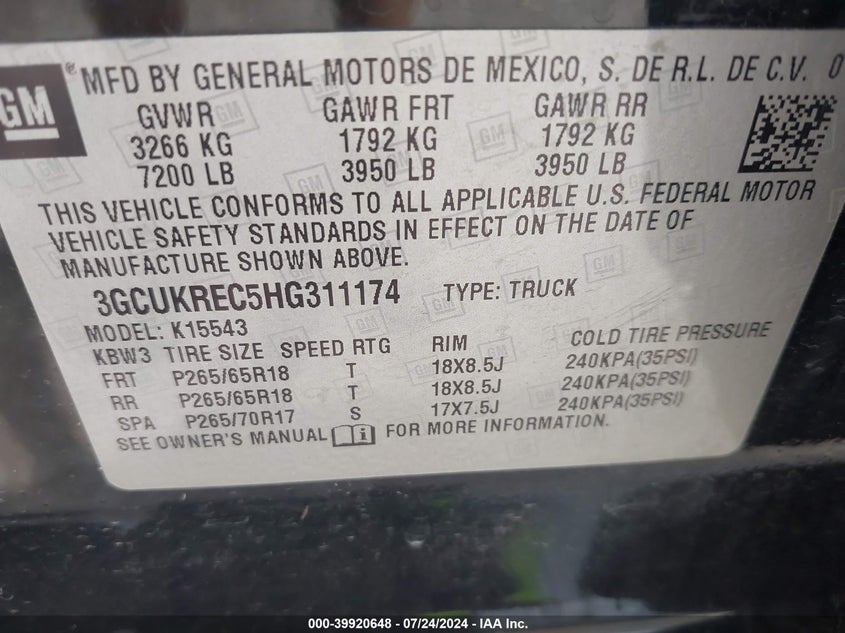 GM
® MFD BY GENERAL MOTORS DE MEXICO, S. DE R.L. DE C.V. 0
GVWR GAWR FRT GAWR RR
3266 KG 1792 KG 1792 KG
7200 LB 3950 LB 3950 LB
THIS VEHICLE CONFORMS TO ALL APPLICABLE U.S. FEDERAL MOTOR
VEHICLE SAFETY STANDARDS IN EFFECT ON THE DATE OF
MANUFACTURE SHOWN ABOVE.
3GCUKREC5HG311174 TYPE: TRUCK
MODEL: K15543
KBW3 TIRE SIZE SPEED RTG RIM COLD TIRE PRESSURE
FRT P265/65R18 T 18X8.5J 240KPA(35PSI)
RR P265/65R18 T 18X8.5J 240KPA(35PSI)
SPA P265/70R17 S 17X7.5J 240KPA(35PSI)
SEE OWNER'S MANUAL FOR MORE INFORMATION.
000-39920648 - 07/24/2024 - IAA Inc.